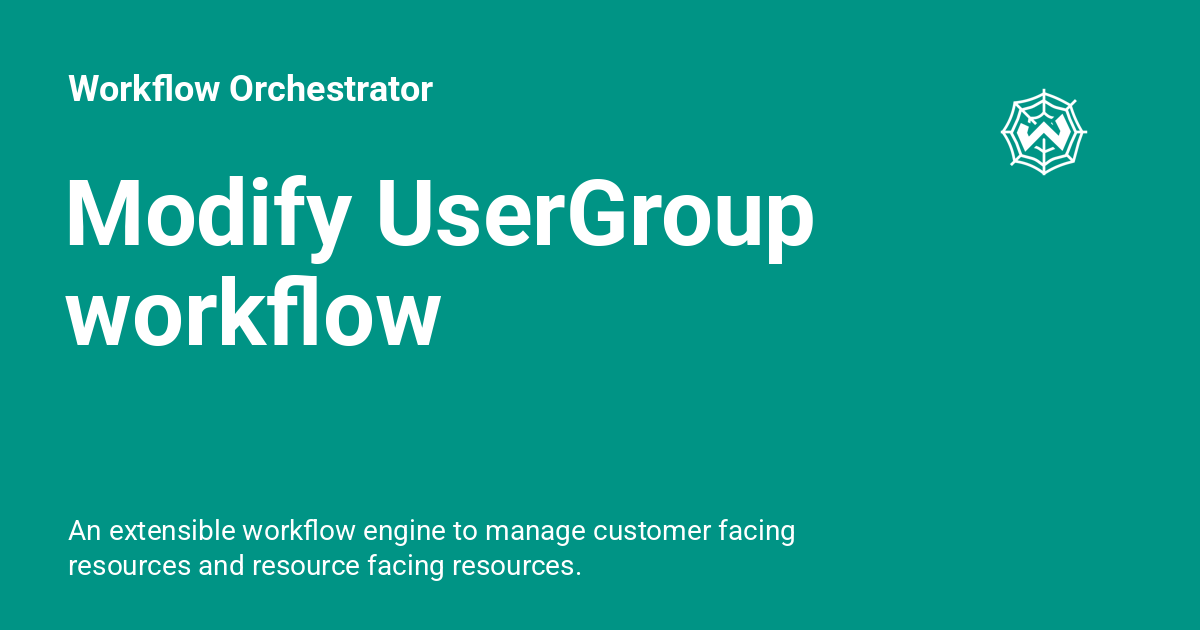 Workflow Orchestrator
Modify UserGroup
workflow
An extensible workflow engine to manage customer facing
resources and resource facing resources.
W